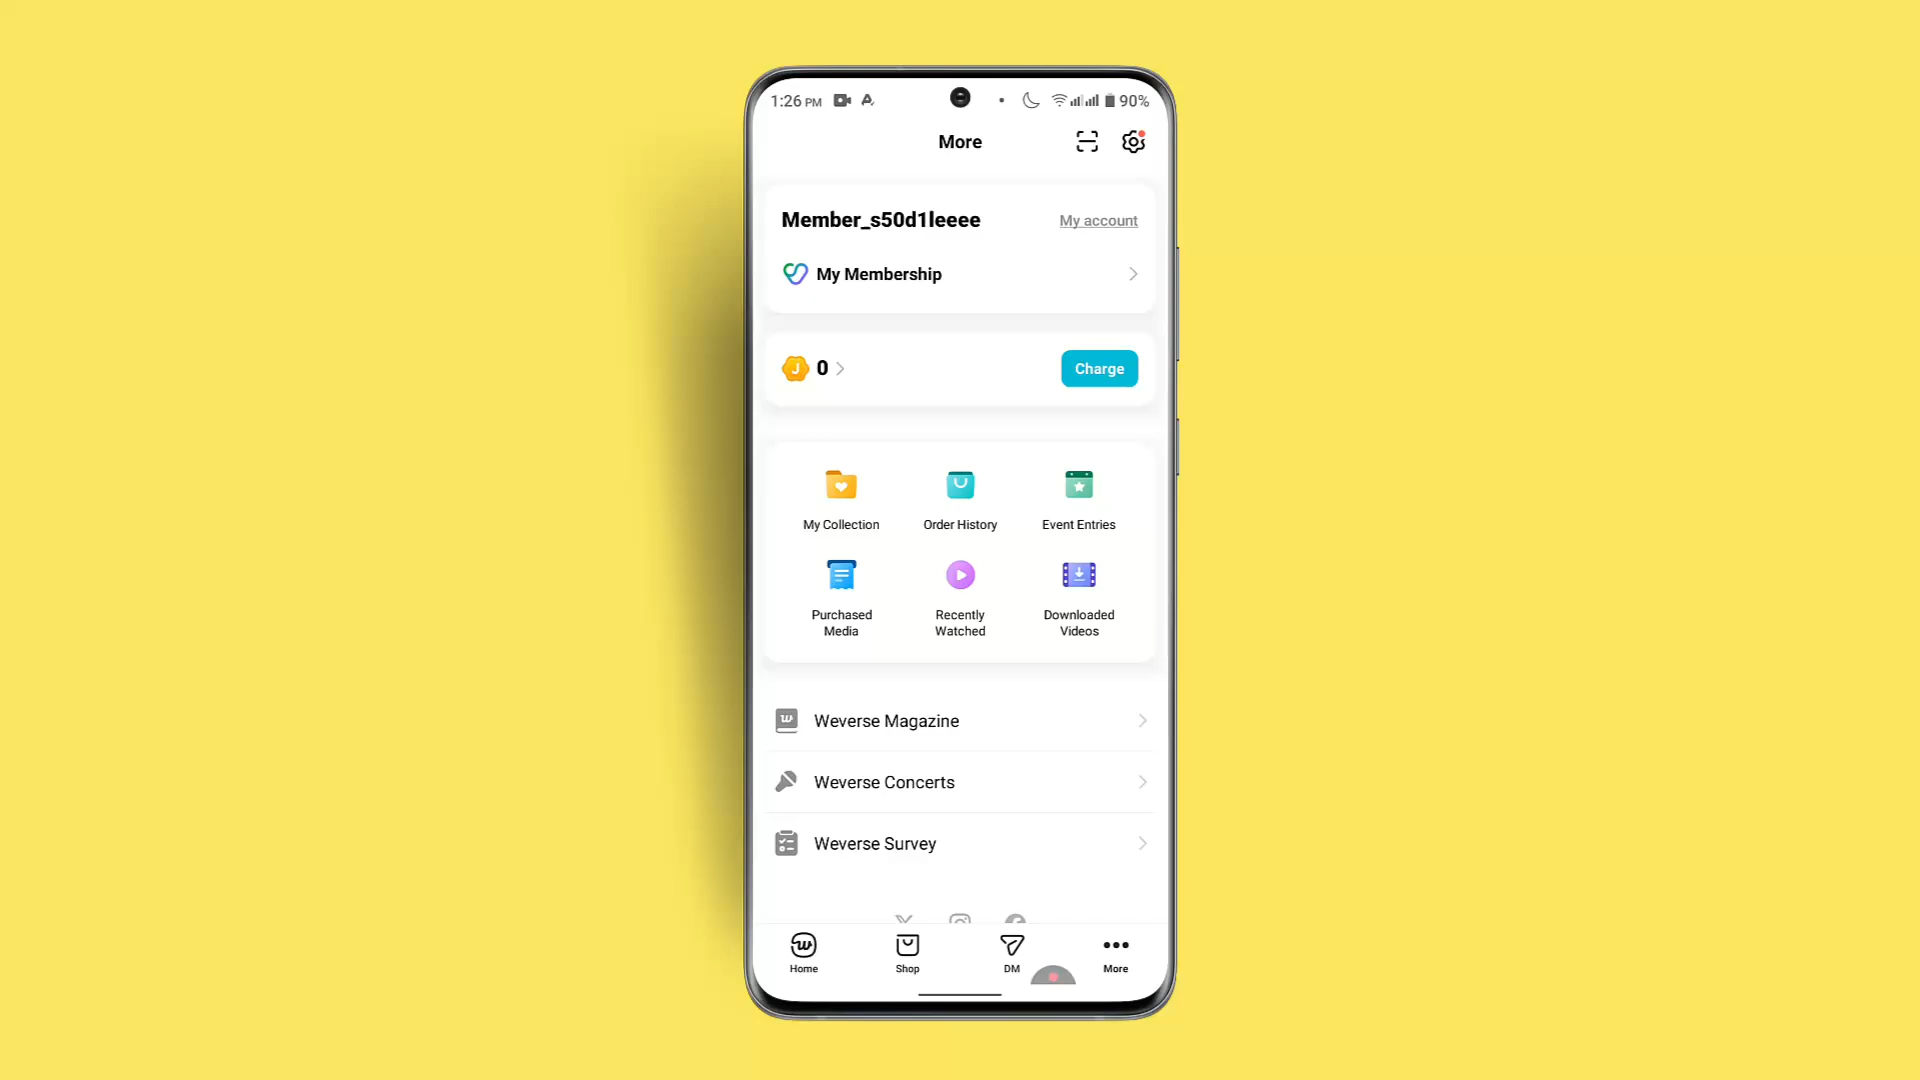 1:26 PM 90%
More
Member_s50d1leeee My account
My Membership
J 0 Charge
My Collection Order History Event Entries
Purchased Media Recently Watched Downloaded Videos
Weverse Magazine
Weverse Concerts
Weverse Survey
Home Shop DM More